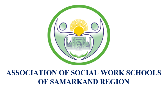 ASSOCIATION OF SOCIAL WORK SCHOOLS
OF SAMARKAND REGION